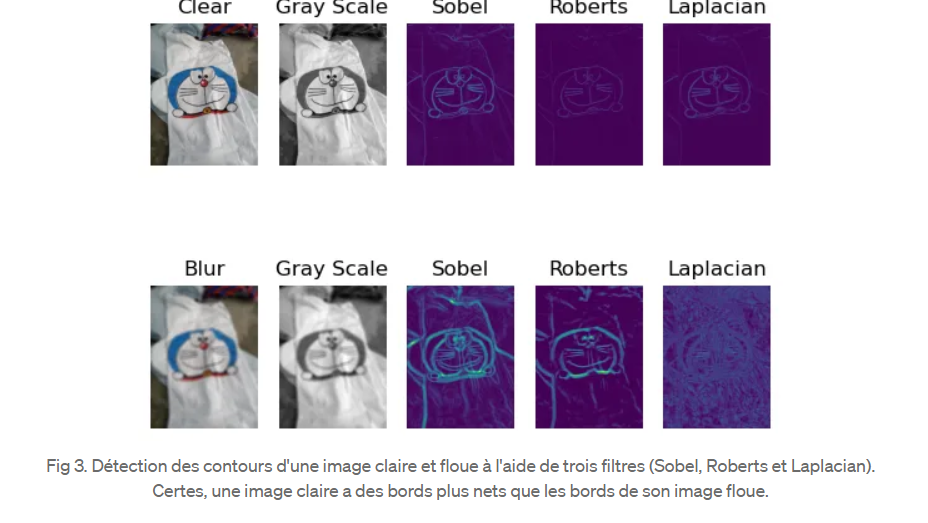 Clear Gray Scale Sobel Roberts Laplacian
Blur Gray Scale Sobel Roberts Laplacian
Fig 3. Détection des contours d'une image claire et floue à l'aide de trois filtres (Sobel, Roberts et Laplacian).
Certes, une image claire a des bords plus nets que les bords de son image floue.